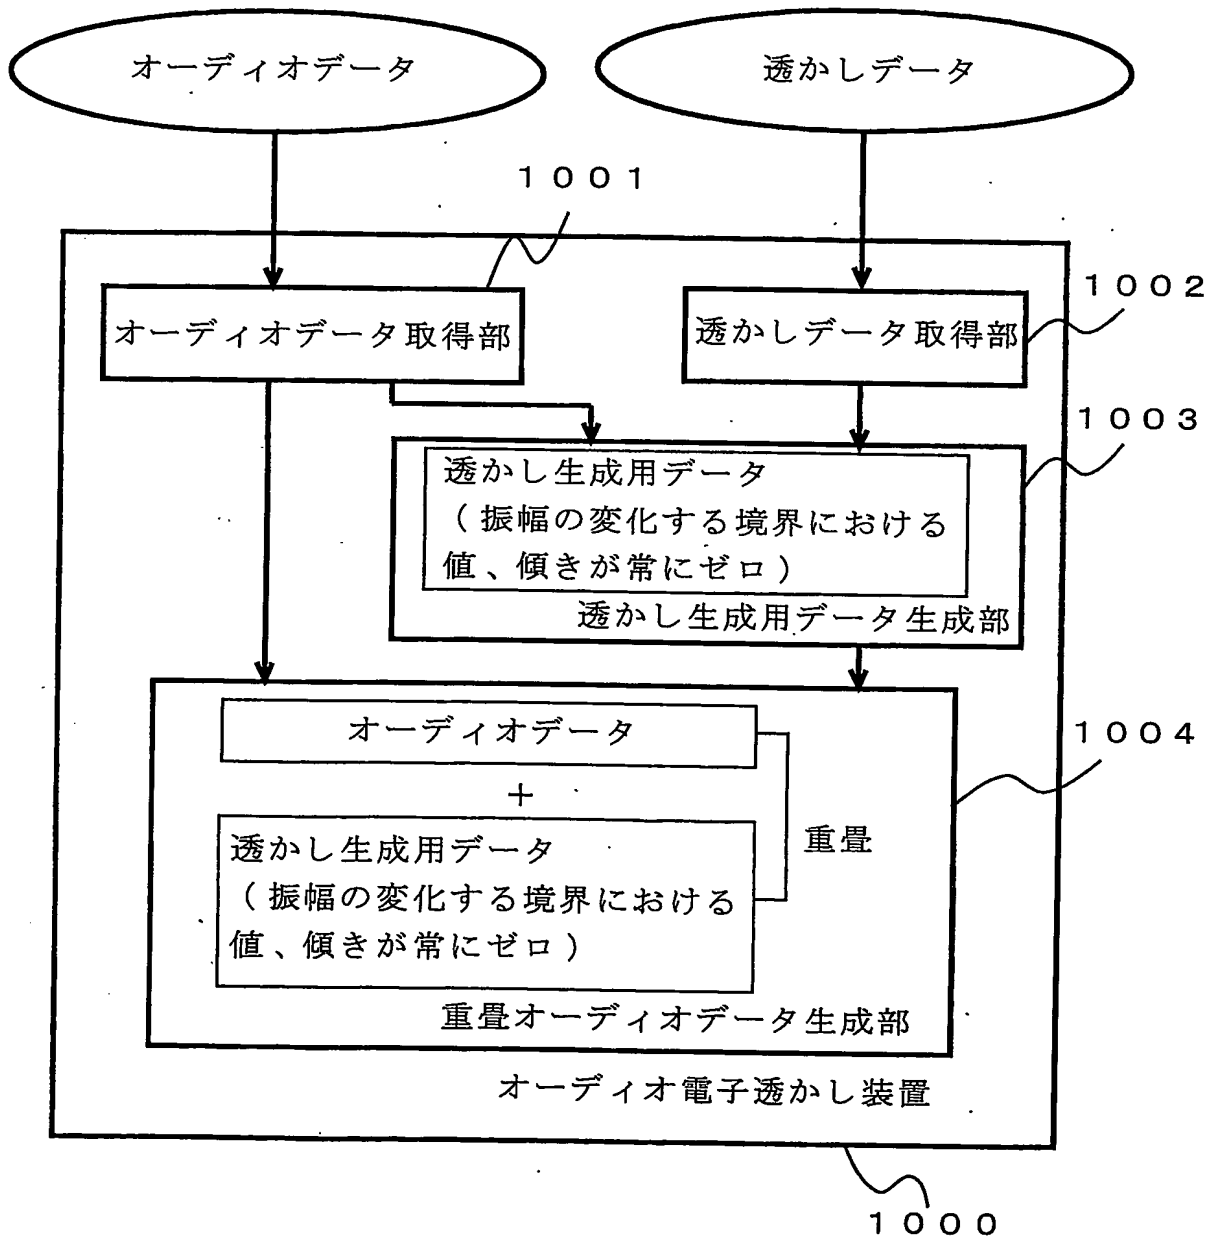 オーディオデータ
透かしデータ
１００１
１００２
オーディオデータ取得部
透かしデータ取得部
１００３
透かし生成用データ
（振幅の変化する境界における
値、傾きが常にゼロ）
透かし生成用データ生成部
オーディオデータ
１００４
＋
重畳
透かし生成用データ
（振幅の変化する境界における
値、傾きが常にゼロ）
重畳オーディオデータ生成部
オーディオ電子透かし装置
１０００